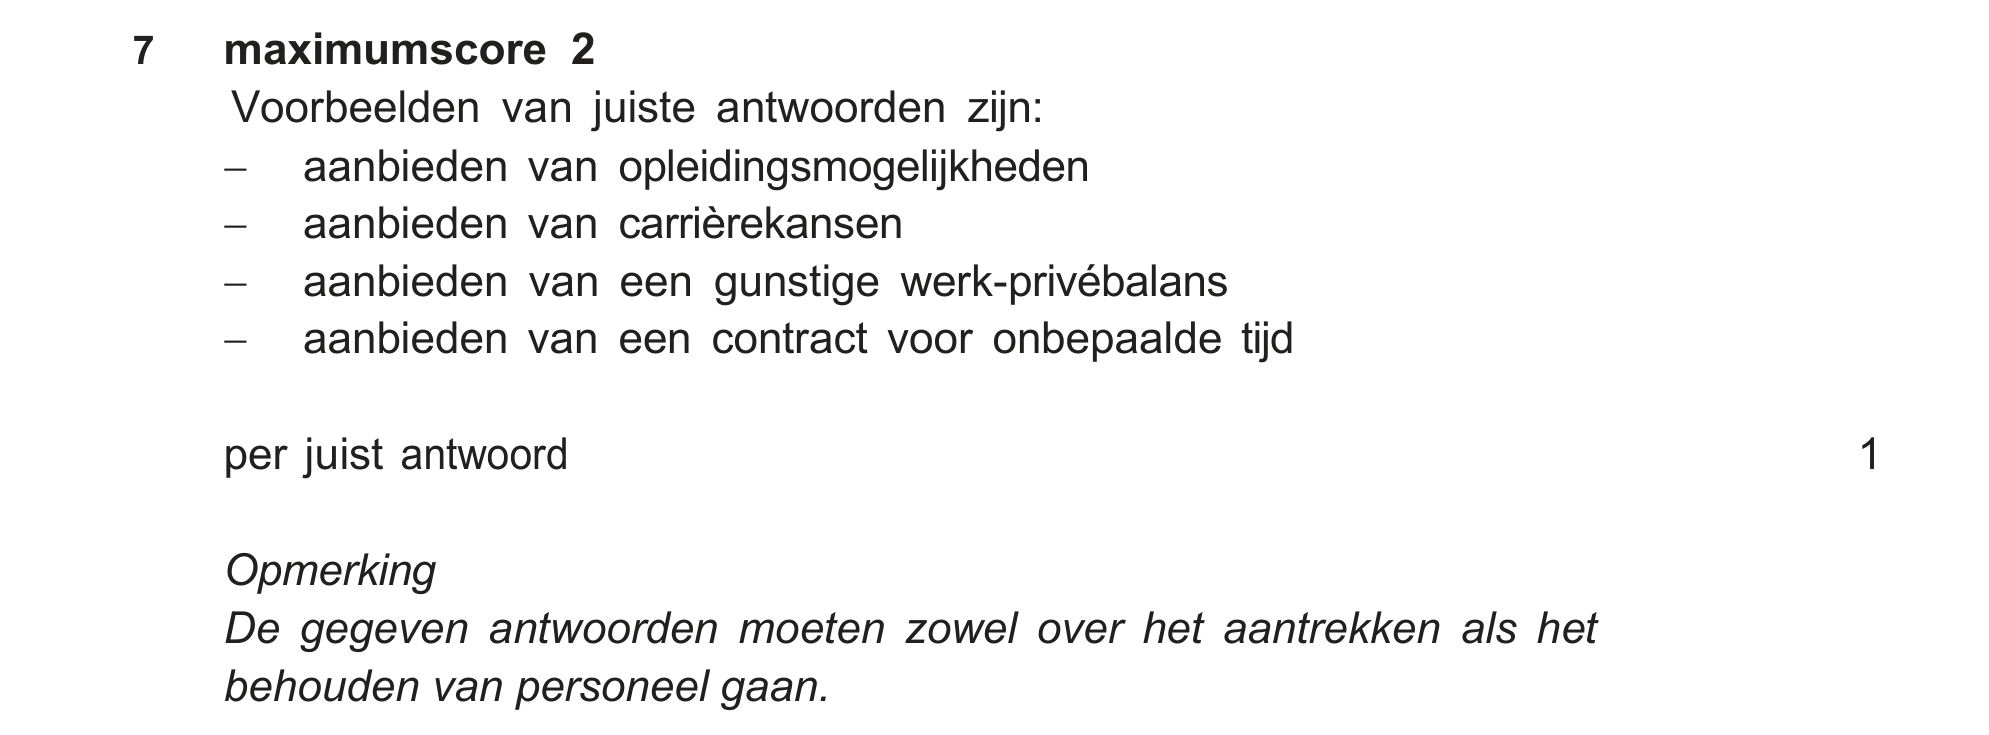 7 maximumscore 2
Voorbeelden van juiste antwoorden zijn:
– aanbieden van opleidingsmogelijkheden
– aanbieden van carrièrekansen
– aanbieden van een gunstige werk-privébalans
– aanbieden van een contract voor onbepaalde tijd
per juist antwoord 1
Opmerking
De gegeven antwoorden moeten zowel over het aantrekken als het
behouden van personeel gaan.